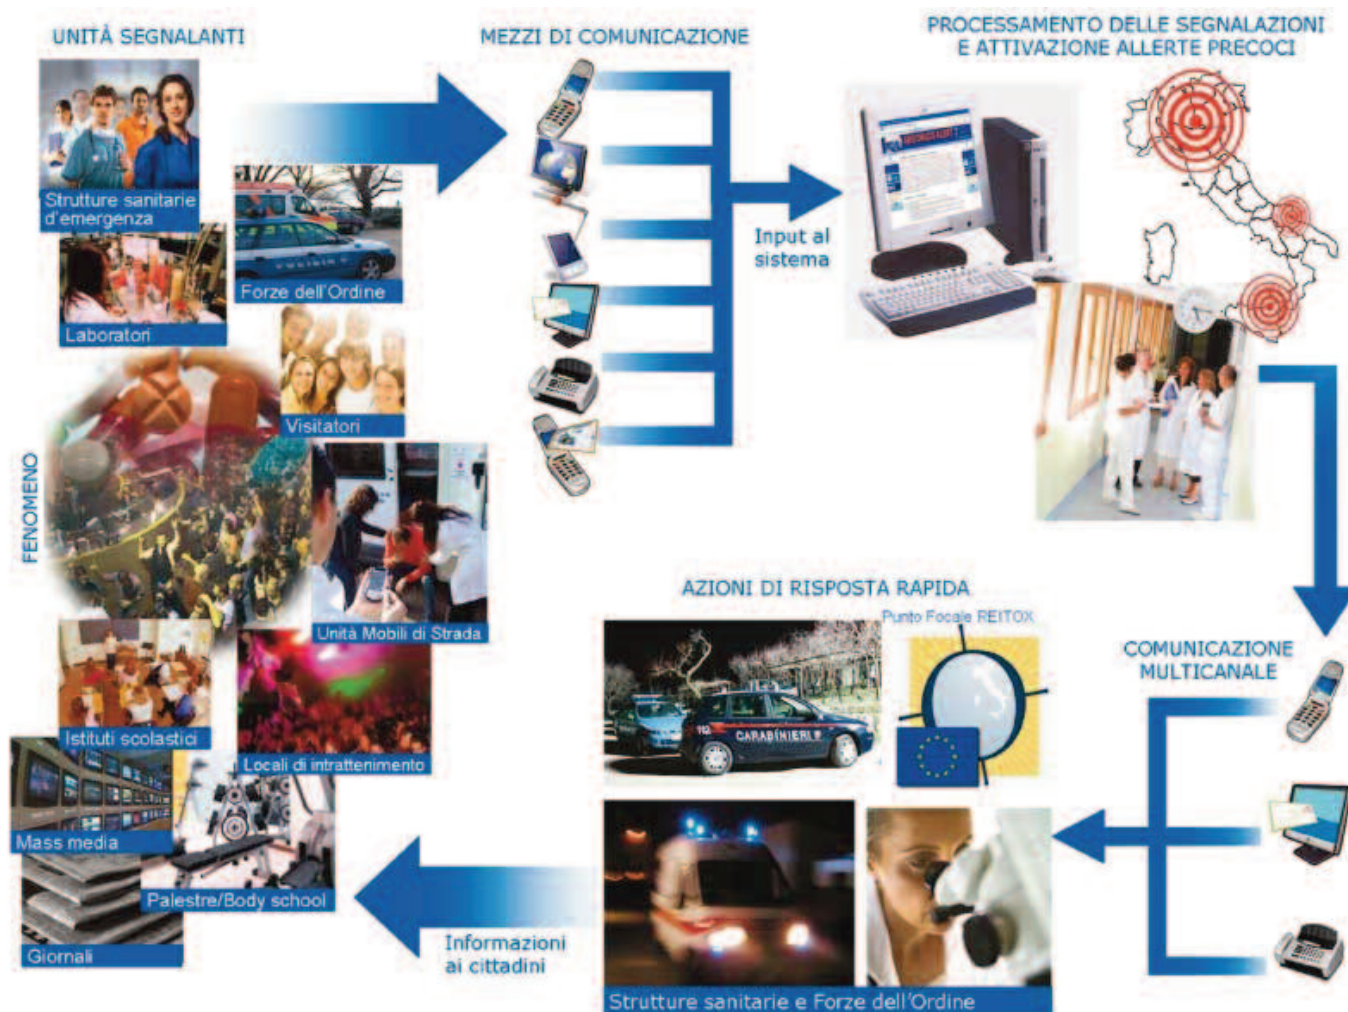 UNITÀ SEGNALANTI
MEZZI DI COMUNICAZIONE
PROCESSAMENTO DELLE SEGNALAZIONI
E ATTIVAZIONE ALLERTE PRECOCI
Strutture sanitarie
d'emergenza
Forze dell'Ordine
Laboratori
Visitatori
FENOMENO
Unità Mobili di Strada
Istituti scolastici
Locali di intrattenimento
Mass media
Palestre/Body school
Giornali
Input al
sistema
AZIONI DI RISPOSTA RAPIDA
Punto Focale REITOX
112
CARABINIERI
COMUNICAZIONE
MULTICANALE
Informazioni
ai cittadini
Strutture sanitarie e Forze dell'Ordine